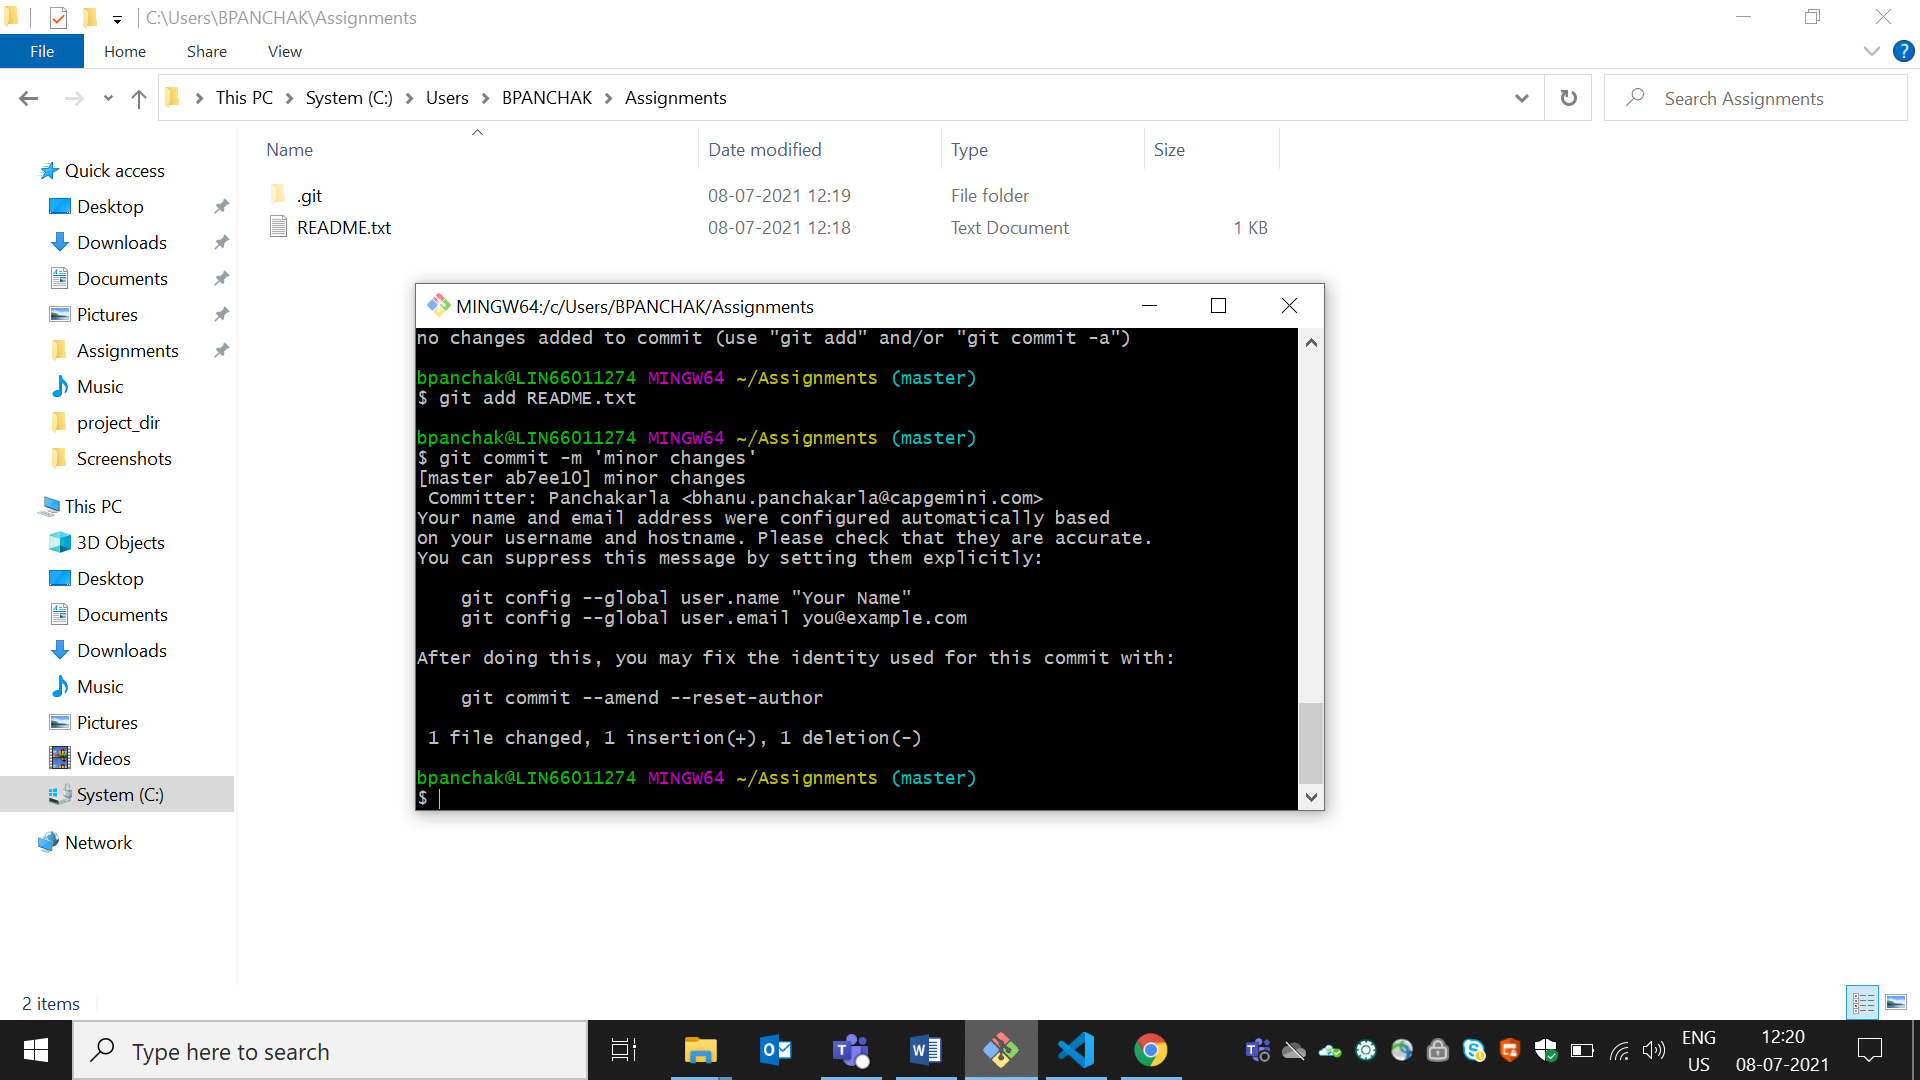 C:\Users\BPANCHAK\Assignments
File Home Share View
This PC System (C:) Users BPANCHAK Assignments
Search Assignments
Name Date modified Type Size
.git 08-07-2021 12:19 File folder
README.txt 08-07-2021 12:18 Text Document 1 KB
Quick access
Desktop
Downloads
Documents
Pictures
Assignments
Music
project_dir
Screenshots
This PC
3D Objects
Desktop
Documents
Downloads
Music
Pictures
Videos
System (C:)
Network
MINGW64:/c/Users/BPANCHAK/Assignments
no changes added to commit (use "git add" and/or "git commit -a")
bpanchak@LIN66011274 MINGW64 ~/Assignments (master)
$ git add README.txt
bpanchak@LIN66011274 MINGW64 ~/Assignments (master)
$ git commit -m 'minor changes'
[master ab7ee10] minor changes
Committer: Panchakarla <bhanu.panchakarla@capgemini.com>
Your name and email address were configured automatically based
on your username and hostname. Please check that they are accurate.
You can suppress this message by setting them explicitly:
git config --global user.name "Your Name"
git config --global user.email you@example.com
After doing this, you may fix the identity used for this commit with:
git commit --amend --reset-author
1 file changed, 1 insertion(+), 1 deletion(-)
bpanchak@LIN66011274 MINGW64 ~/Assignments (master)
$
2 items
Type here to search
ENG
US
12:20
08-07-2021